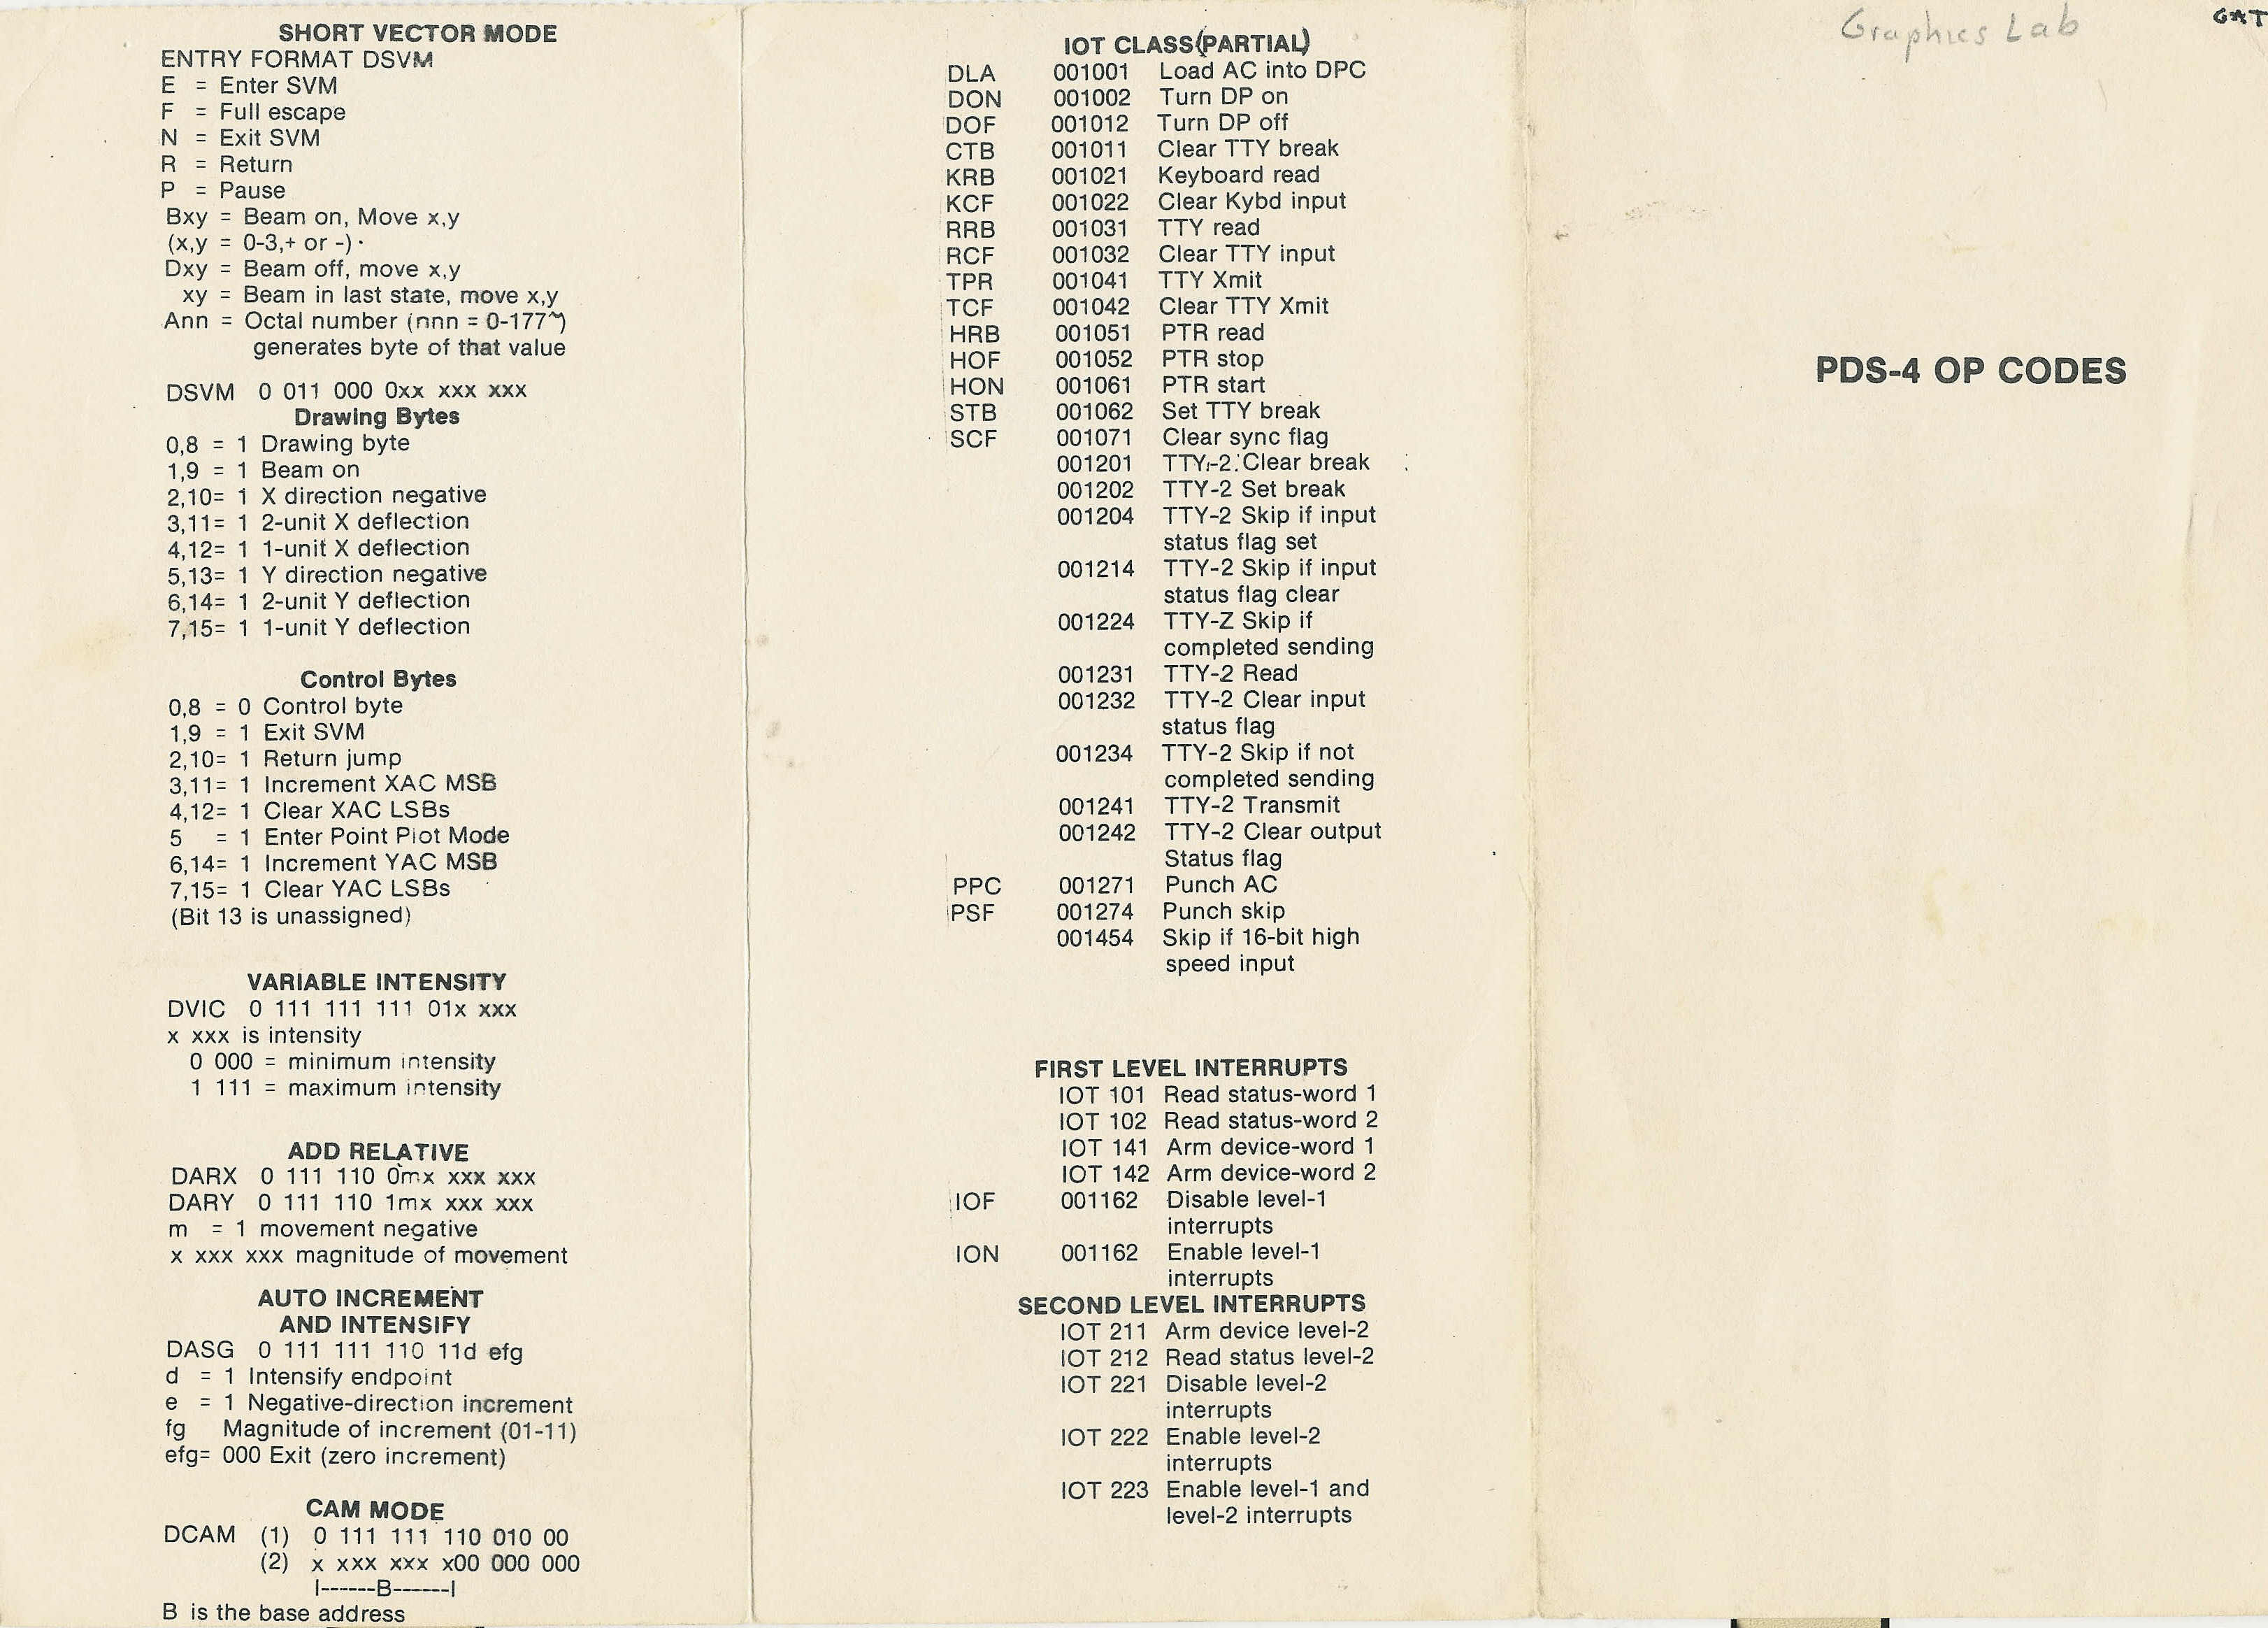 SHORT VECTOR MODE
ENTRY FORMAT DSVM
E = Enter SVM
F = Full escape
N = Exit SVM
R = Return
P = Pause
Bxy = Beam on, Move x,y
(x,y = 0-3,+ or -)
Dxy = Beam off, move x,y
xy = Beam in last state, move x,y
Ann = Octal number (nnn = 0-177~)
generates byte of that value
DSVM 0 011 000 0xx xxx xxx
Drawing Bytes
0,8 = 1 Drawing byte
1,9 = 1 Beam on
2,10= 1 X direction negative
3,11= 1 2-unit X deflection
4,12= 1 1-unit X deflection
5,13= 1 Y direction negative
6,14= 1 2-unit Y deflection
7,15= 1 1-unit Y deflection
Control Bytes
0,8 = 0 Control byte
1,9 = 1 Exit SVM
2,10= 1 Return jump
3,11= 1 Increment XAC MSB
4,12= 1 Clear XAC LSBs
5 = 1 Enter Point Plot Mode
6,14= 1 Increment YAC MSB
7,15= 1 Clear YAC LSBs
(Bit 13 is unassigned)
VARIABLE INTENSITY
DVIC 0 111 111 111 01x xxx
x xxx is intensity
0 000 = minimum intensity
1 111 = maximum intensity
ADD RELATIVE
DARX 0 111 110 0mx xxx xxx
DARY 0 111 110 1mx xxx xxx
m = 1 movement negative
x xxx xxx magnitude of movement
AUTO INCREMENT
AND INTENSIFY
DASG 0 111 111 110 11d efg
d = 1 Intensify endpoint
e = 1 Negative-direction increment
fg Magnitude of increment (01-11)
efg= 000 Exit (zero increment)
CAM MODE
DCAM (1) 0 111 111 110 010 00
(2) x xxx xxx x00 000 000
I------B------I
B is the base address
IOT CLASS(PARTIAL)
DLA 001001 Load AC into DPC
DON 001002 Turn DP on
DOF 001012 Turn DP off
CTB 001011 Clear TTY break
KRB 001021 Keyboard read
KCF 001022 Clear Kybd input
RRB 001031 TTY read
RCF 001032 Clear TTY input
TPR 001041 TTY Xmit
TCF 001042 Clear TTY Xmit
HRB 001051 PTR read
HOF 001052 PTR stop
HON 001061 PTR start
STB 001062 Set TTY break
SCF 001071 Clear sync flag
001201 TTY-2 Clear break
001202 TTY-2 Set break
001204 TTY-2 Skip if input
status flag set
001214 TTY-2 Skip if input
status flag clear
001224 TTY-Z Skip if
completed sending
001231 TTY-2 Read
001232 TTY-2 Clear input
status flag
001234 TTY-2 Skip if not
completed sending
001241 TTY-2 Transmit
001242 TTY-2 Clear output
Status flag
PPC 001271 Punch AC
PSF 001274 Punch skip
001454 Skip if 16-bit high
speed input
FIRST LEVEL INTERRUPTS
IOT 101 Read status-word 1
IOT 102 Read status-word 2
IOT 141 Arm device-word 1
IOT 142 Arm device-word 2
IOF 001162 Disable level-1
interrupts
ION 001162 Enable level-1
interrupts
SECOND LEVEL INTERRUPTS
IOT 211 Arm device level-2
IOT 212 Read status level-2
IOT 221 Disable level-2
interrupts
IOT 222 Enable level-2
interrupts
IOT 223 Enable level-1 and
level-2 interrupts
Graphics Lab
GAT
PDS-4 OP CODES